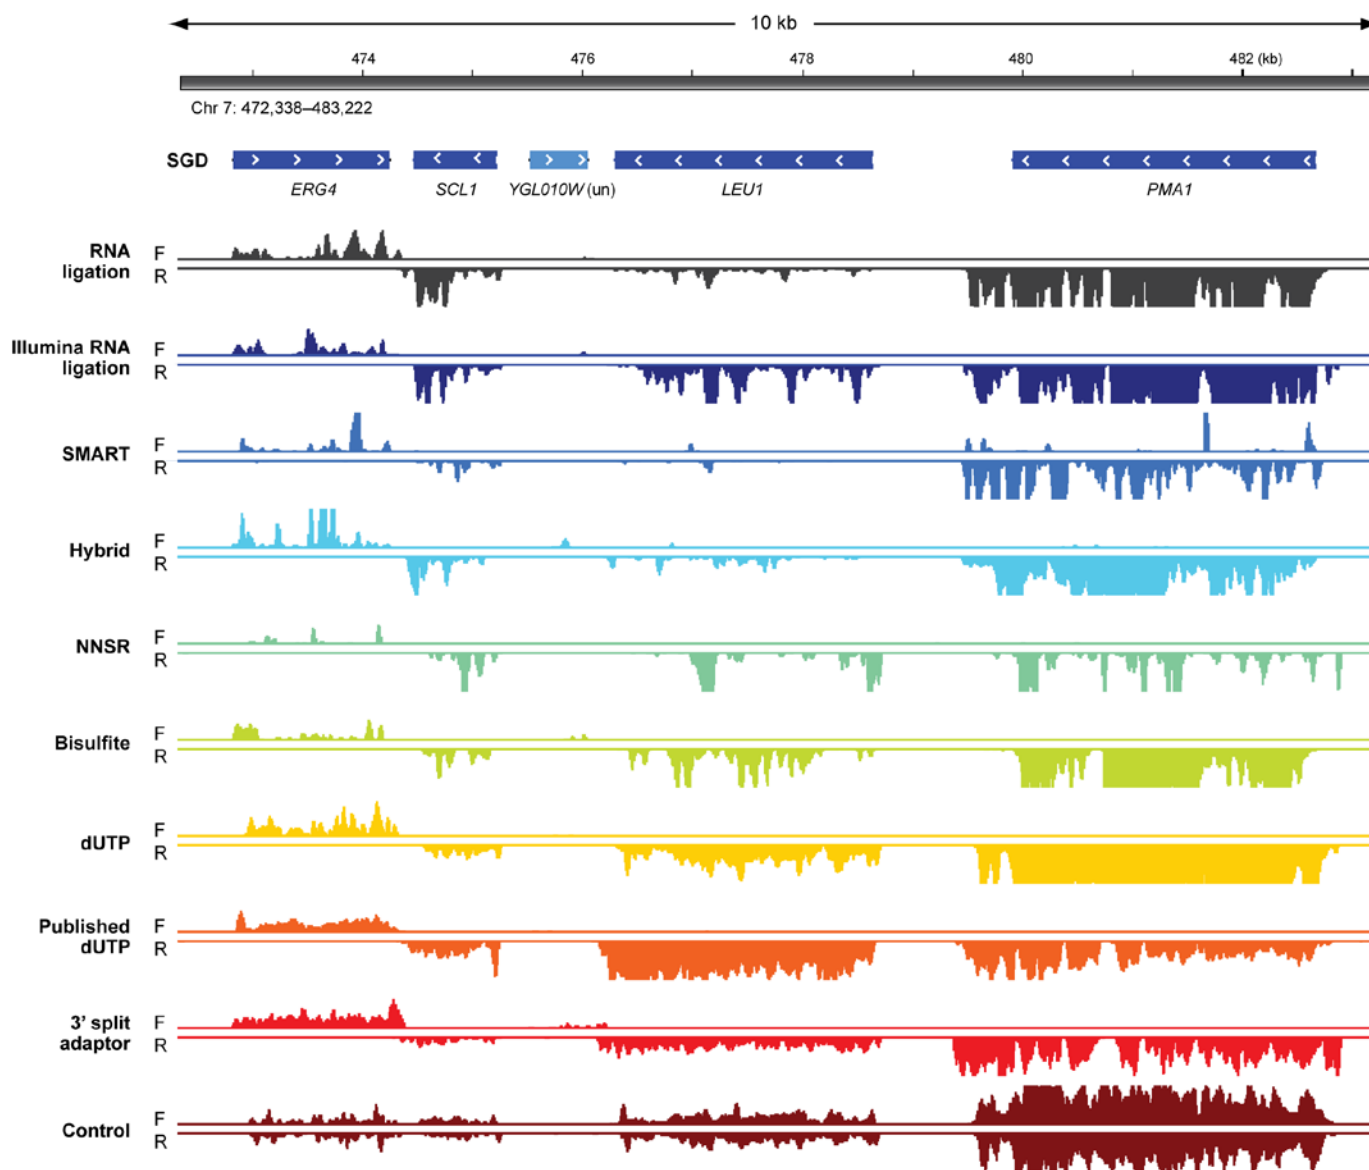 10 kb
474 476 478 480 482 (kb)
Chr 7: 472,338–483,222
SGD
ERG4 SCL1 YGL010W (un) LEU1 PMA1
RNA
ligation
F
R
Illumina RNA
ligation
F
R
SMART
F
R
Hybrid
F
R
NNSR
F
R
Bisulfite
F
R
dUTP
F
R
Published
dUTP
F
R
3' split
adaptor
F
R
Control
F
R